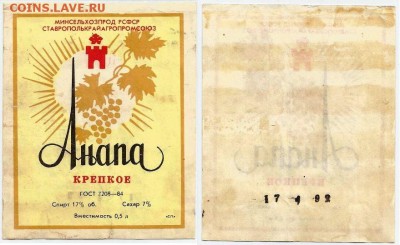 COINS.ЛАВЕ.RU
МИНСЕЛЬХОЗПРОД РСФСР
СТАВРОПОЛЬКРАЙАГРОПРОМСОЮЗ
Анапа
КРЕПКОЕ
ГОСТ 7208—84
Спирт 17% об. Сахар 7%
Вместимость 0,5 л
17 4 92